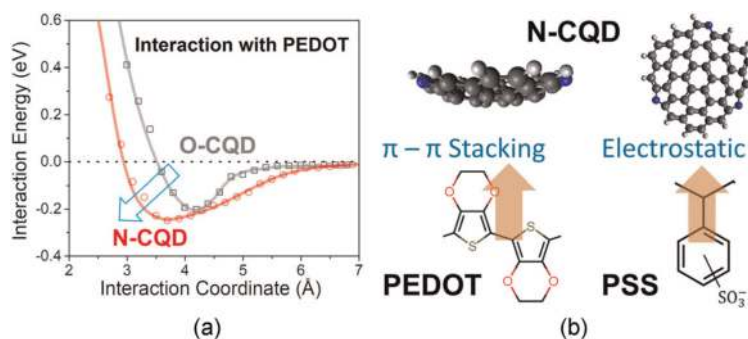 Interaction with PEDOT
0.6
0.4
0.2
0.0
-0.2
-0.4
Interaction Energy (eV)
O-CQD
N-CQD
2 3 4 5 6 7
Interaction Coordinate (Å)
(a)
N-CQD
π – π Stacking
Electrostatic
O O
S
S
O O
PEDOT
PSS
SO₃⁻
(b)